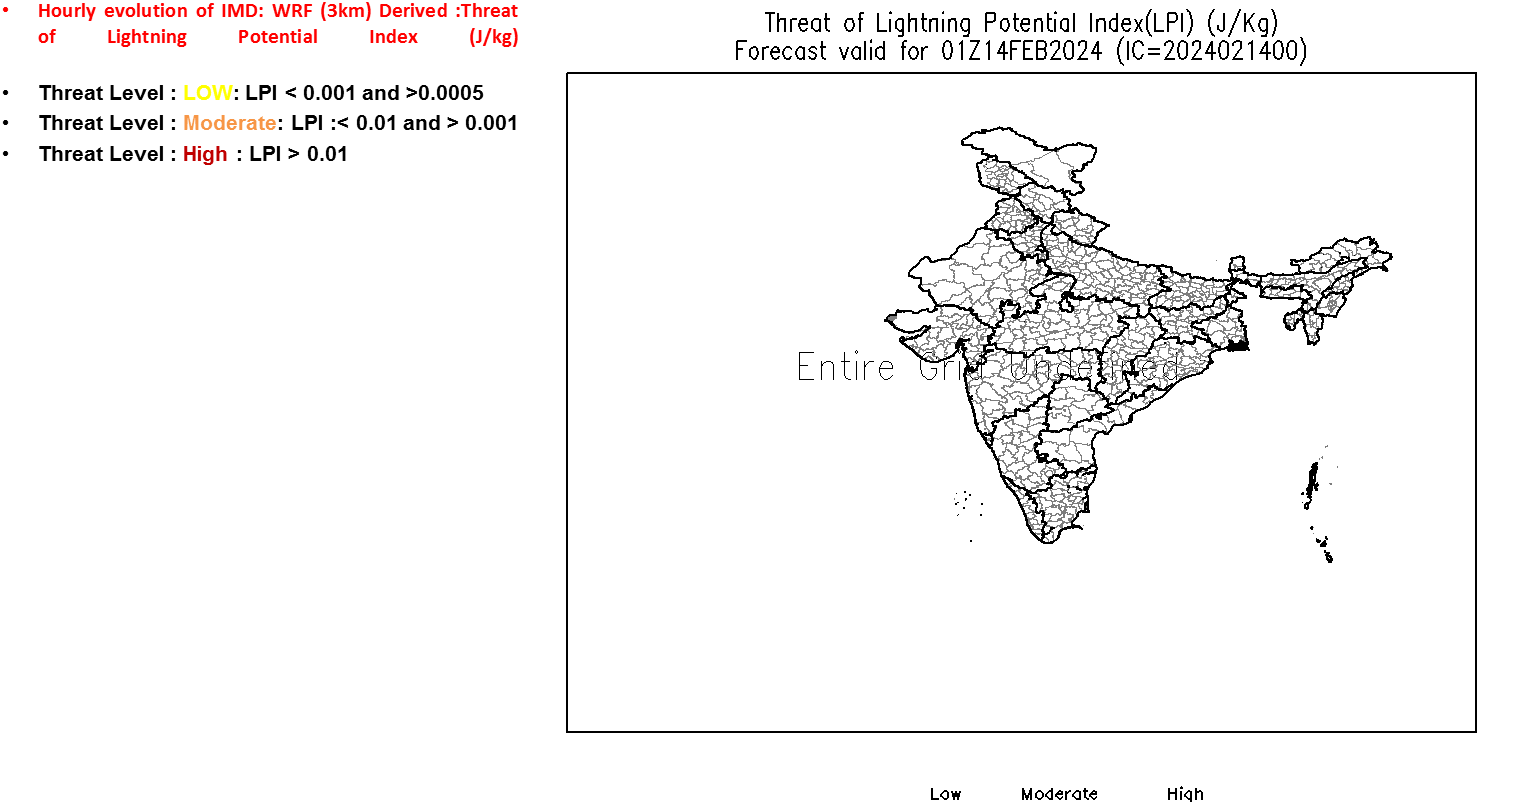 • Hourly evolution of IMD: WRF (3km) Derived :Threat
of Lightning Potential Index (J/kg)
• Threat Level : LOW: LPI < 0.001 and >0.0005
• Threat Level : Moderate: LPI :< 0.01 and > 0.001
• Threat Level : High : LPI > 0.01
Threat of Lightning Potential Index(LPI) (J/Kg)
Forecast valid for 01Z14FEB2024 (IC=2024021400)
Entire Grid Undefined
Low Moderate High